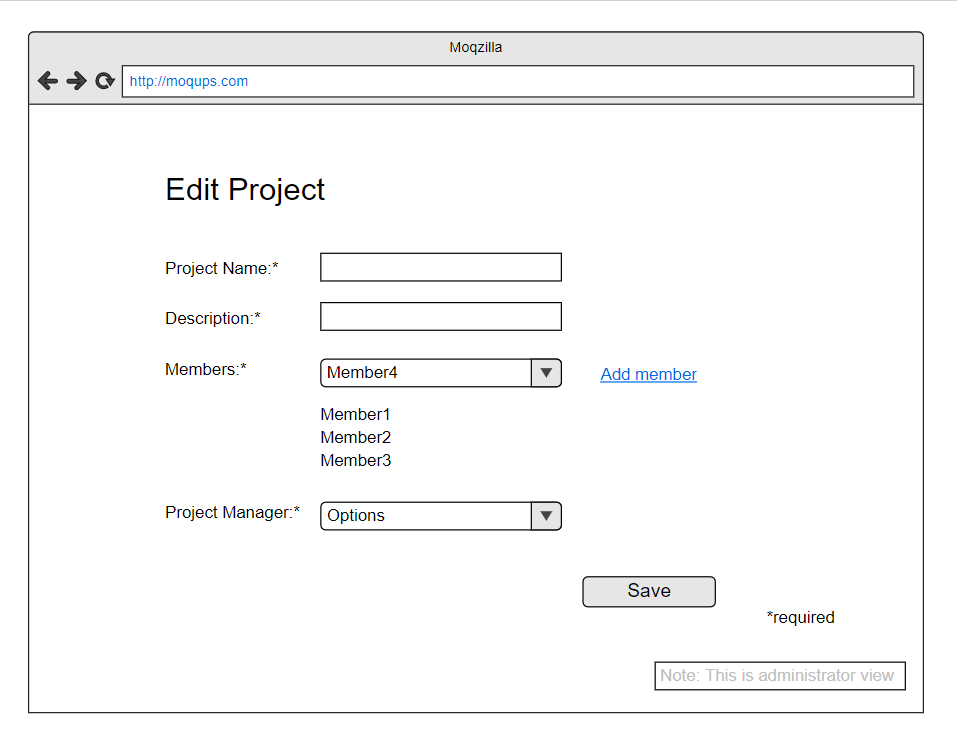 Moqzilla
http://moqups.com
Edit Project
Project Name:*
Description:*
Members:* Member4 Add member
Member1
Member2
Member3
Project Manager:* Options
Save
*required
Note: This is administrator view